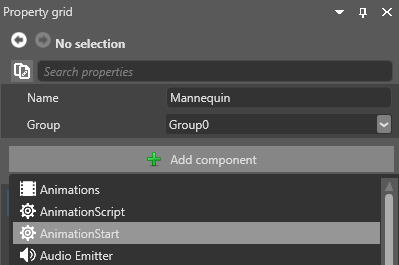 Property grid
No selection
Search properties
Name Mannequin
Group Group0
Add component
Animations
AnimationScript
AnimationStart
Audio Emitter